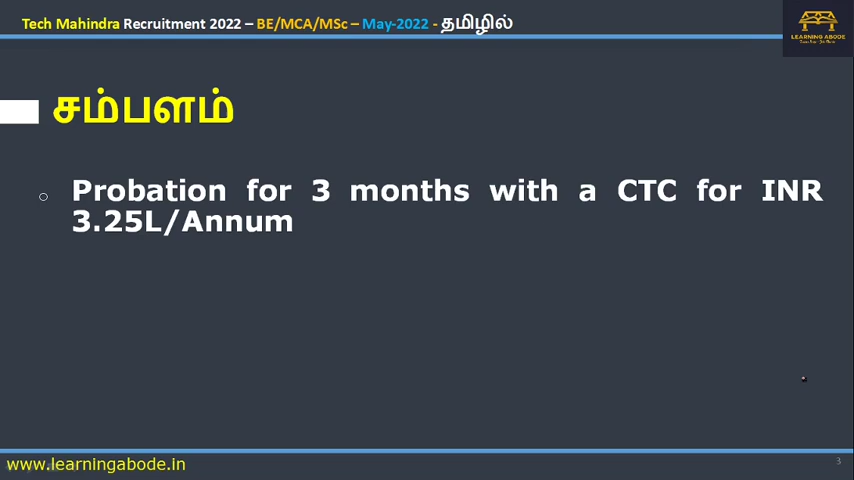 Tech Mahindra Recruitment 2022 – BE/MCA/MSc – May-2022 - தமிழில்
LEARNING ABODE
சம்பளம்
Probation for 3 months with a CTC for INR
3.25L/Annum
www.learningabode.in
3